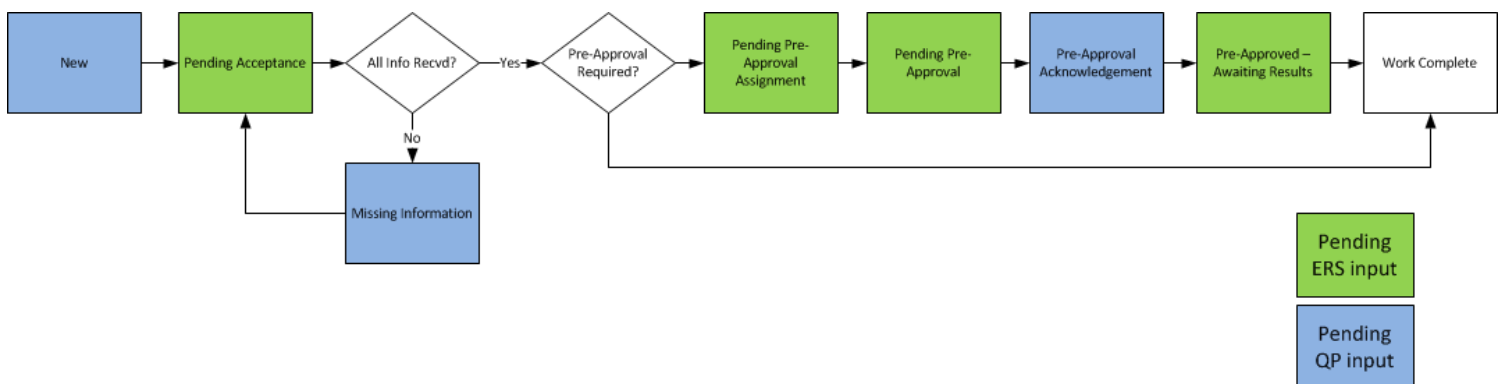 New
Pending Acceptance
All Info Recvd?
Yes
Pre-Approval
Required?
Pending Pre-
Approval
Assignment
Pending Pre-
Approval
Pre-Approval
Acknowledgement
Pre-Approved –
Awaiting Results
Work Complete
No
Missing Information
Pending
ERS input
Pending
QP input